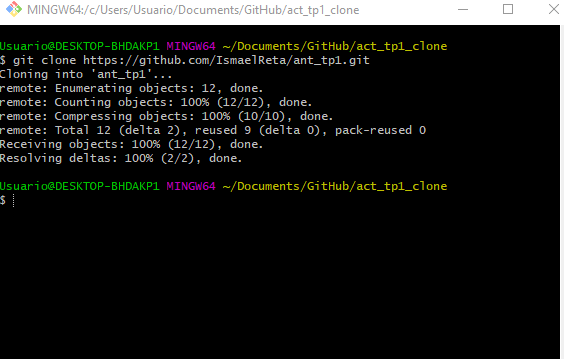 MINGW64:/c/Users/Usuario/Documents/GitHub/act_tp1_clone
Usuario@DESKTOP-BHDAKP1 MINGW64 ~/Documents/GitHub/act_tp1_clone
$ git clone https://github.com/IsmaelReta/ant_tp1.git
Cloning into 'ant_tp1'...
remote: Enumerating objects: 12, done.
remote: Counting objects: 100% (12/12), done.
remote: Compressing objects: 100% (10/10), done.
remote: Total 12 (delta 2), reused 9 (delta 0), pack-reused 0
Receiving objects: 100% (12/12), done.
Resolving deltas: 100% (2/2), done.
Usuario@DESKTOP-BHDAKP1 MINGW64 ~/Documents/GitHub/act_tp1_clone
$